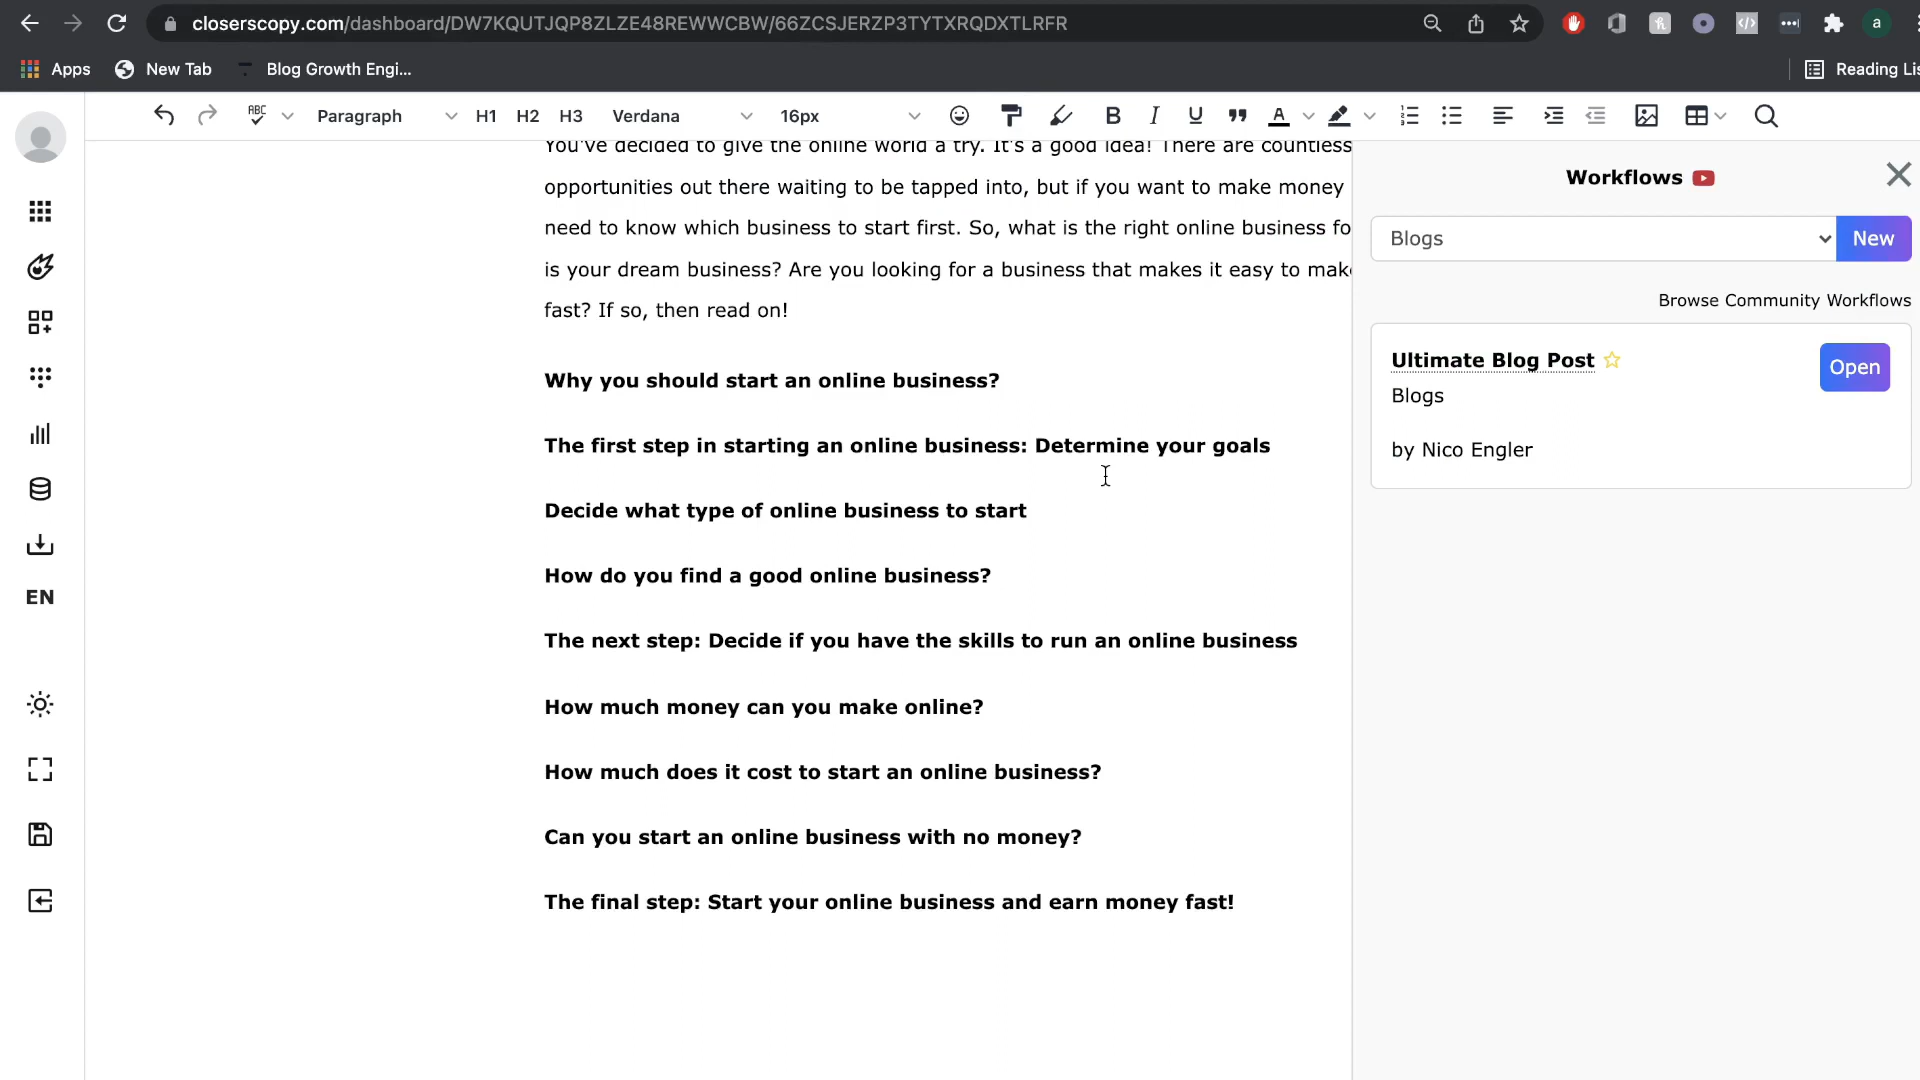 closerscopy.com/dashboard/DW7KQUTJQP8ZLZE48REWWCBW/66ZCSJERZP3TYTXRQDXTLRFR
a
Apps
New Tab
Blog Growth Engi...
Reading Lis
ABC
Paragraph
H1 H2 H3
Verdana
16px
B I U A
You've decided to give the online world a try. It's a good idea! There are countless
opportunities out there waiting to be tapped into, but if you want to make money
need to know which business to start first. So, what is the right online business fo
is your dream business? Are you looking for a business that makes it easy to mak
fast? If so, then read on!
Why you should start an online business?
The first step in starting an online business: Determine your goals
Decide what type of online business to start
How do you find a good online business?
The next step: Decide if you have the skills to run an online business
How much money can you make online?
How much does it cost to start an online business?
Can you start an online business with no money?
The final step: Start your online business and earn money fast!
EN
Workflows
Blogs
New
Browse Community Workflows
Ultimate Blog Post
Open
Blogs
by Nico Engler